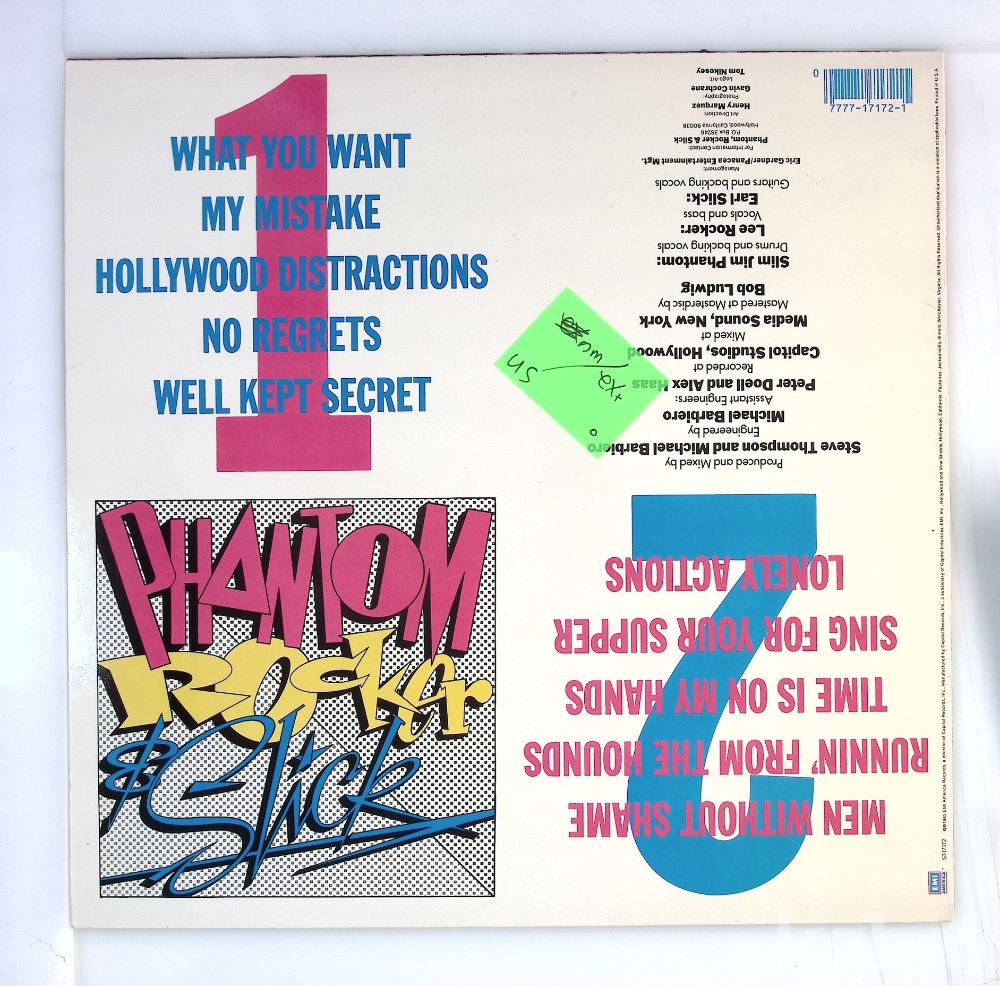 WHAT YOU WANT
MY MISTAKE
HOLLYWOOD DISTRACTIONS
NO REGRETS
WELL KEPT SECRET
1
PHANTOM
ROCKER
& SLICK
2
MEN WITHOUT SHAME
RUNNIN' FROM THE HOUNDS
TIME IS ON MY HANDS
SING FOR YOUR SUPPER
LONELY ACTIONS
Produced and Mixed by
Steve Thompson and Michael Barbiero
Engineered by
Michael Barbiero
Assistant Engineers:
Peter Doell and Alex Haas
Recorded at
Capitol Studios, Hollywood
Mixed at
Media Sound, New York
Mastered at Masterdisc by
Bob Ludwig
Slim Jim Phantom:
Drums and backing vocals
Lee Rocker:
Vocals and bass
Earl Slick:
Guitars and backing vocals
Management:
Eric Gardner/Panacea Entertainment Mgt.
For Information Contact:
Phantom, Rocker & Slick
P.O. Box 38246
Hollywood, California 90038
Art Direction:
Henry Marquez
Photography:
Gavin Cochrane
Logo Art:
Tom Nikosey
0
7777-17172-1
EMI
AMERICA